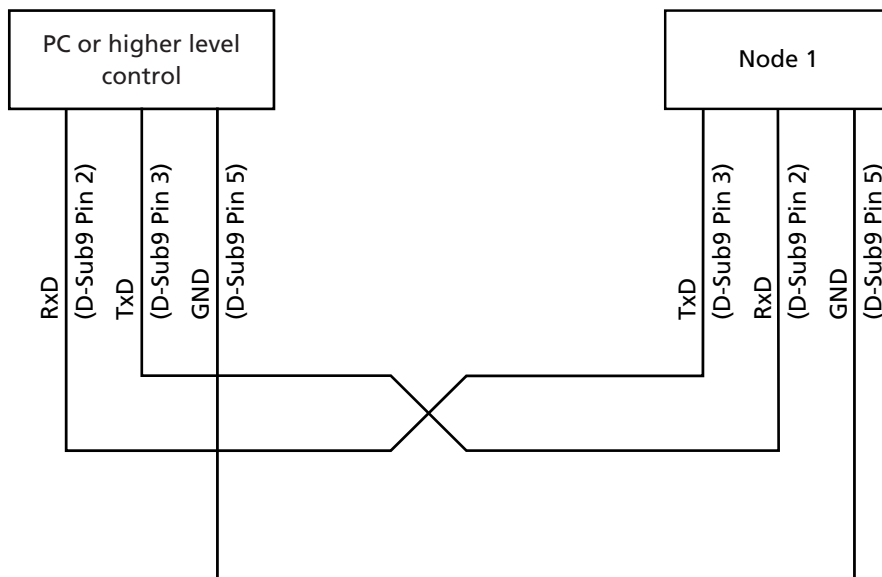 PC or higher level
control
Node 1
RxD
(D-Sub9 Pin 2)
TxD
(D-Sub9 Pin 3)
GND
(D-Sub9 Pin 5)
TxD
(D-Sub9 Pin 3)
RxD
(D-Sub9 Pin 2)
GND
(D-Sub9 Pin 5)